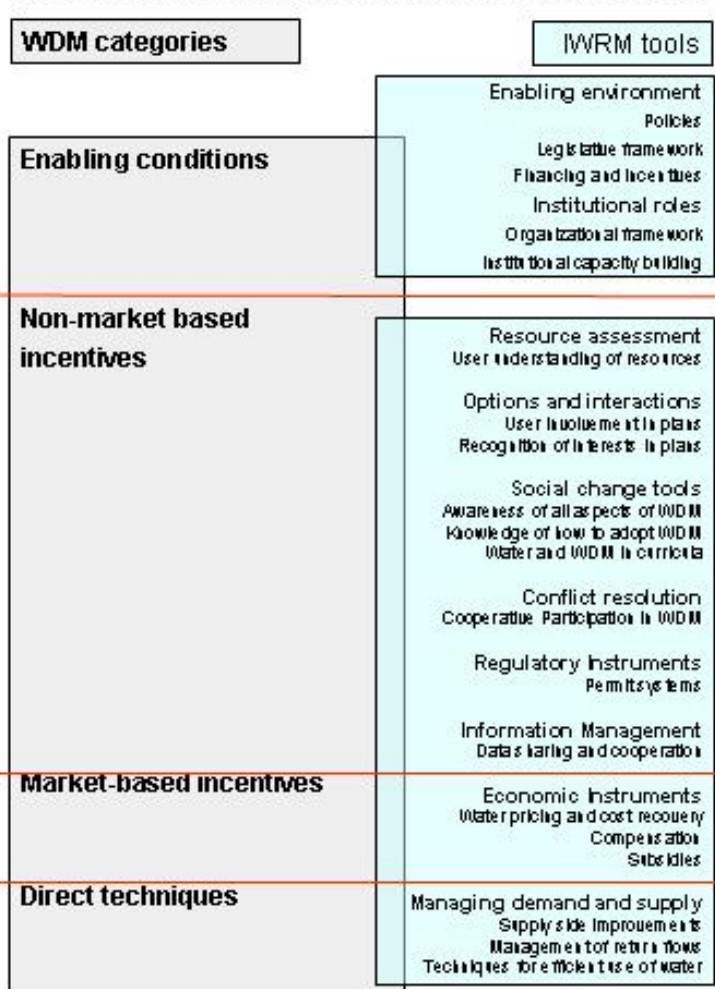 WDM categories
IWRM tools
Enabling conditions
Enabling environment
Policies
Legislative framework
Financing and incentives
Institutional roles
Organizational framework
Institutional capacity building
Non-market based
incentives
Resource assessment
User understanding of resources
Options and interactions
User involvement in plans
Recognition of interests in plans
Social change tools
Awareness of all aspects of WDM
Knowledge of how to adopt WDM
Water and WDM in curricula
Conflict resolution
Cooperative Participation in WDM
Regulatory Instruments
Permit systems
Information Management
Data sharing and cooperation
Market-based incentives
Economic Instruments
Water pricing and cost recovery
Compensation
Subsidies
Direct techniques
Managing demand and supply
Supply side improvements
Management of return flows
Techniques for efficient use of water